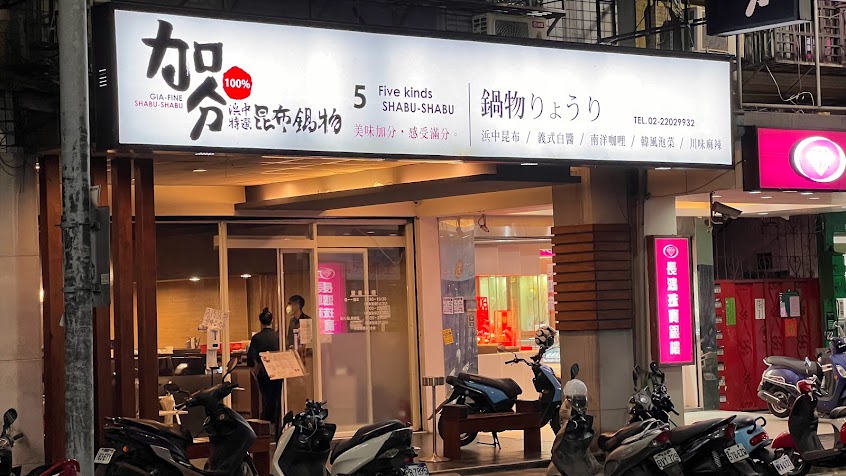 加分
GIA-FINE
SHABU-SHABU
100%
浜中
特選
昆布鍋物
5 Five kinds
SHABU-SHABU
美味加分・感受滿分。
鍋物りょうり
TEL.02-22029932
浜中昆布 / 義式白醬 / 南洋咖哩 / 韓風泡菜 / 川味麻辣
長鴻珠寶銀樓